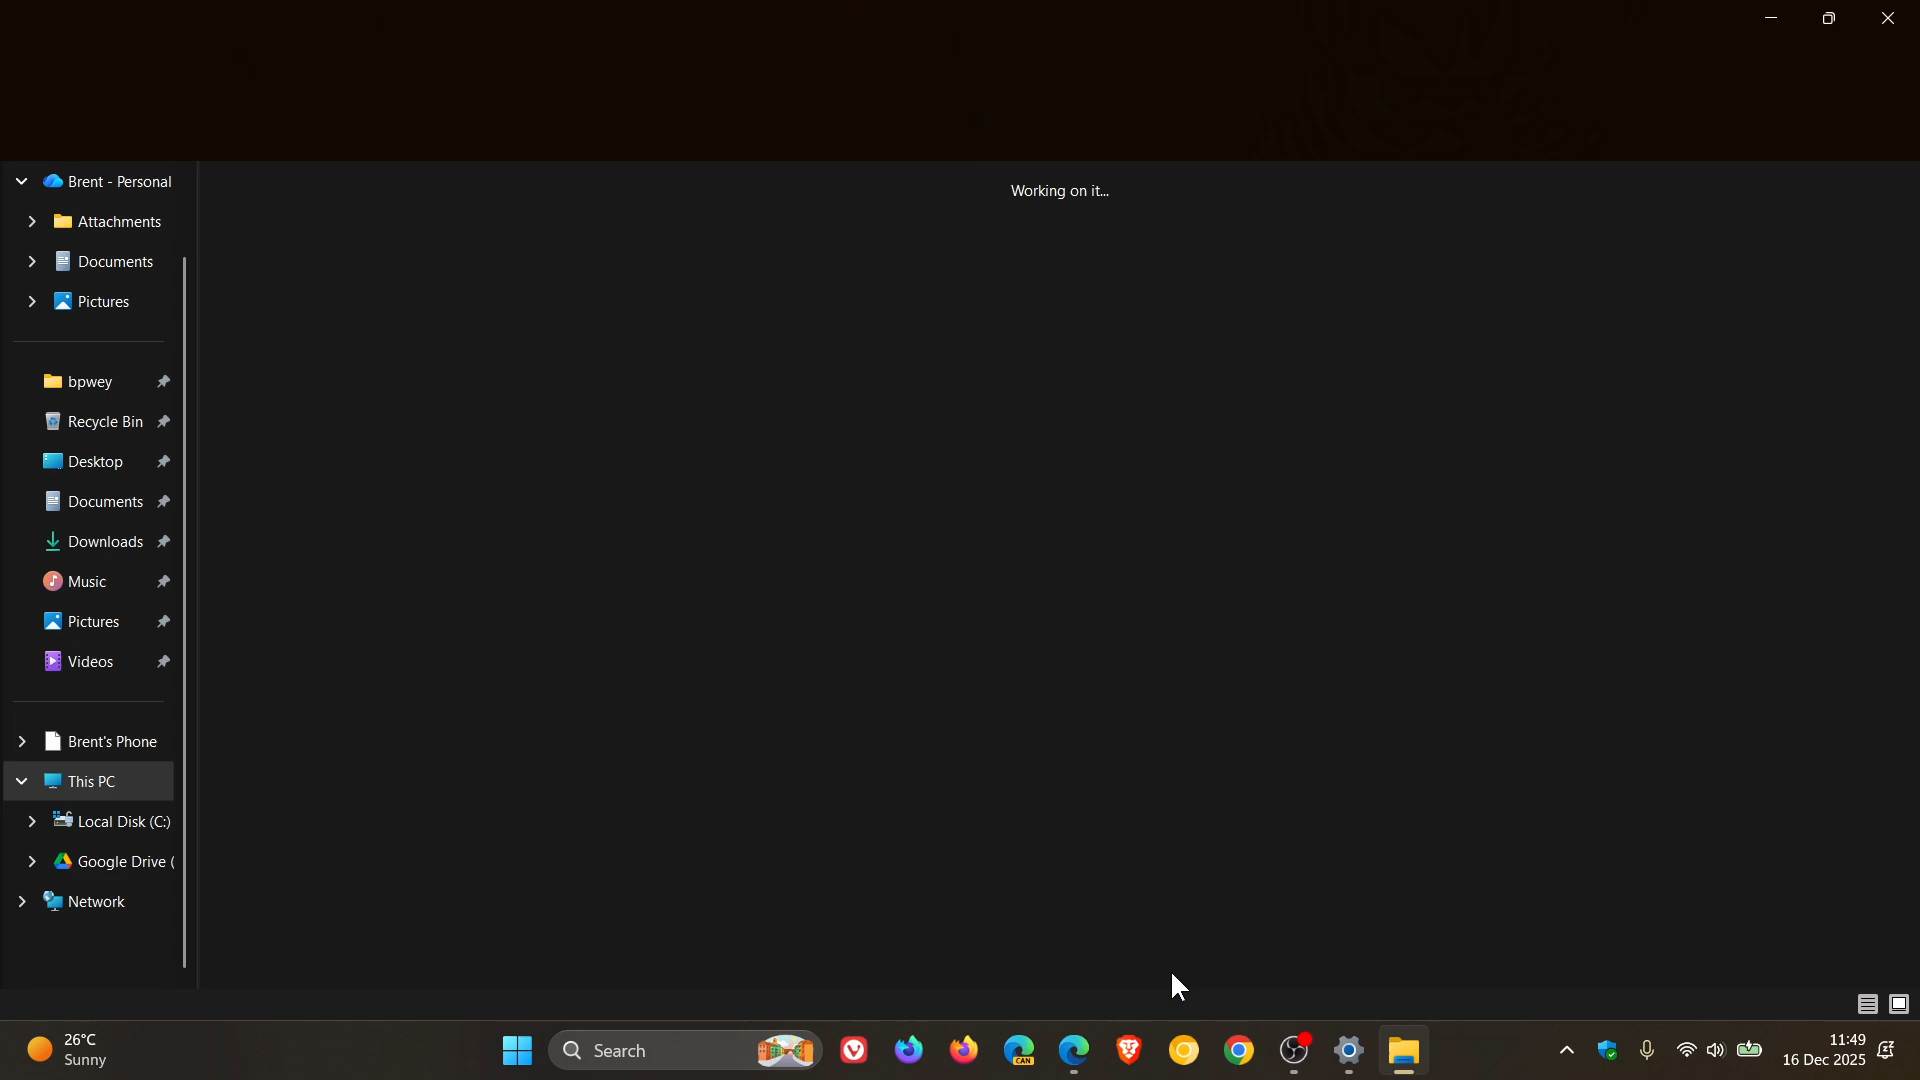 Brent - Personal
Working on it...
Attachments
Documents
Pictures
bpwey
Recycle Bin
Desktop
Documents
Downloads
Music
Pictures
Videos
Brent's Phone
This PC
Local Disk (C:)
Google Drive (
Network
26°C
Sunny
Search
CAN
11:49
16 Dec 2025